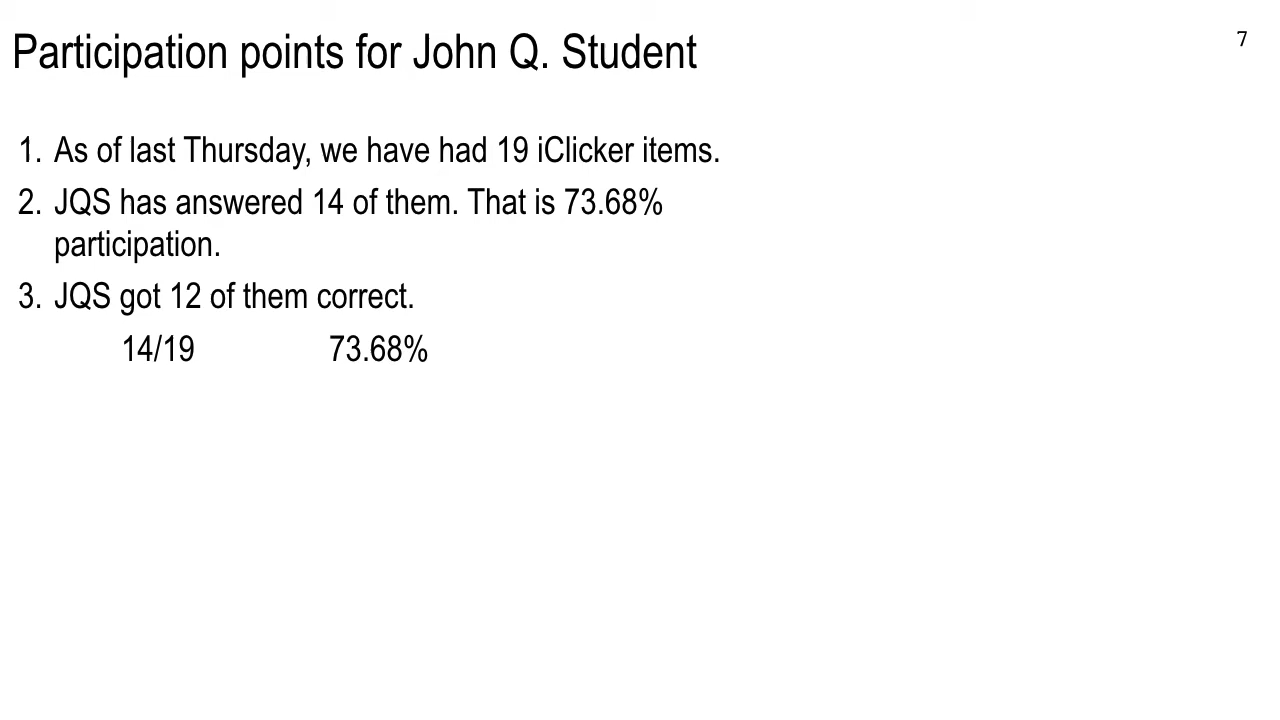 Participation points for John Q. Student
7
1. As of last Thursday, we have had 19 iClicker items.
2. JQS has answered 14 of them. That is 73.68%
participation.
3. JQS got 12 of them correct.
14/19 73.68%